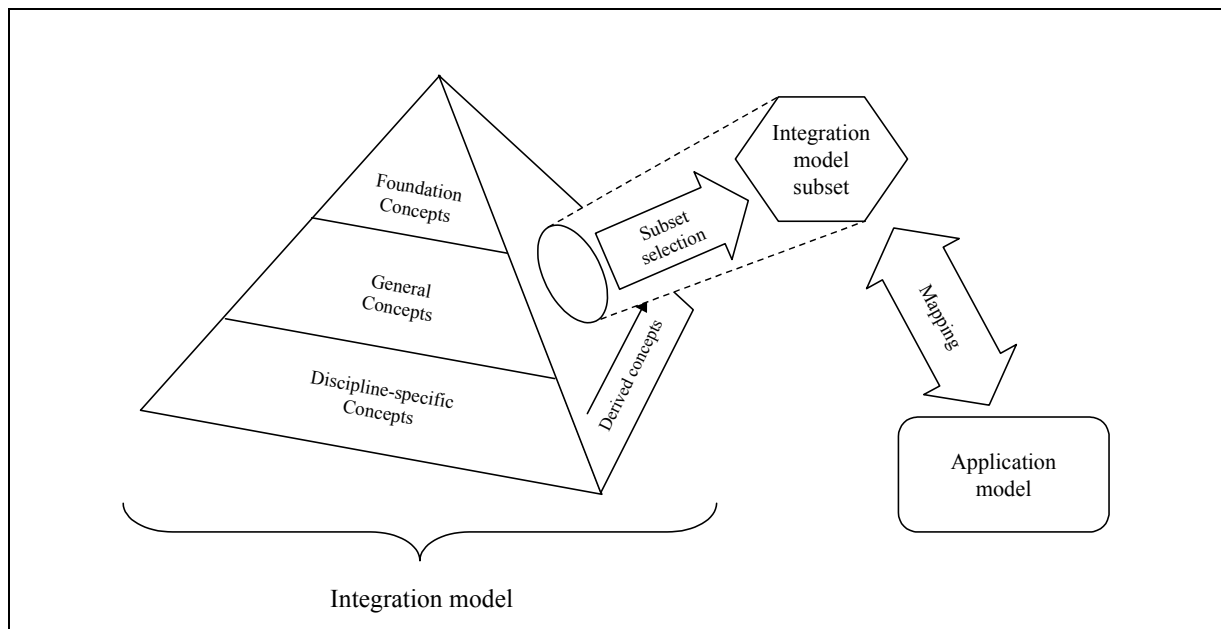 Foundation
Concepts
General
Concepts
Discipline-specific
Concepts
Derived concepts
Subset
selection
Integration
model
subset
Mapping
Application
model
Integration model